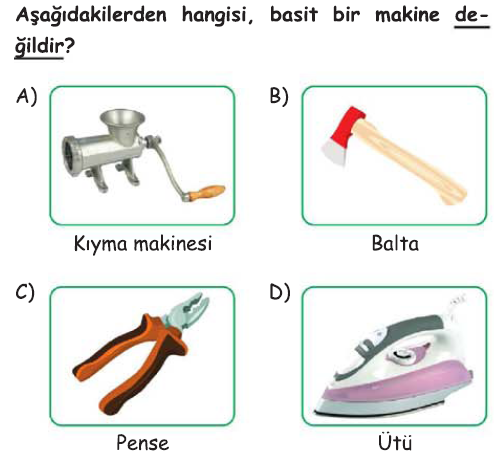 Aşağıdakilerden hangisi, basit bir makine de-
ğildir?
A)
B)
Kıyma makinesi
Balta
C)
D)
Pense
Ütü